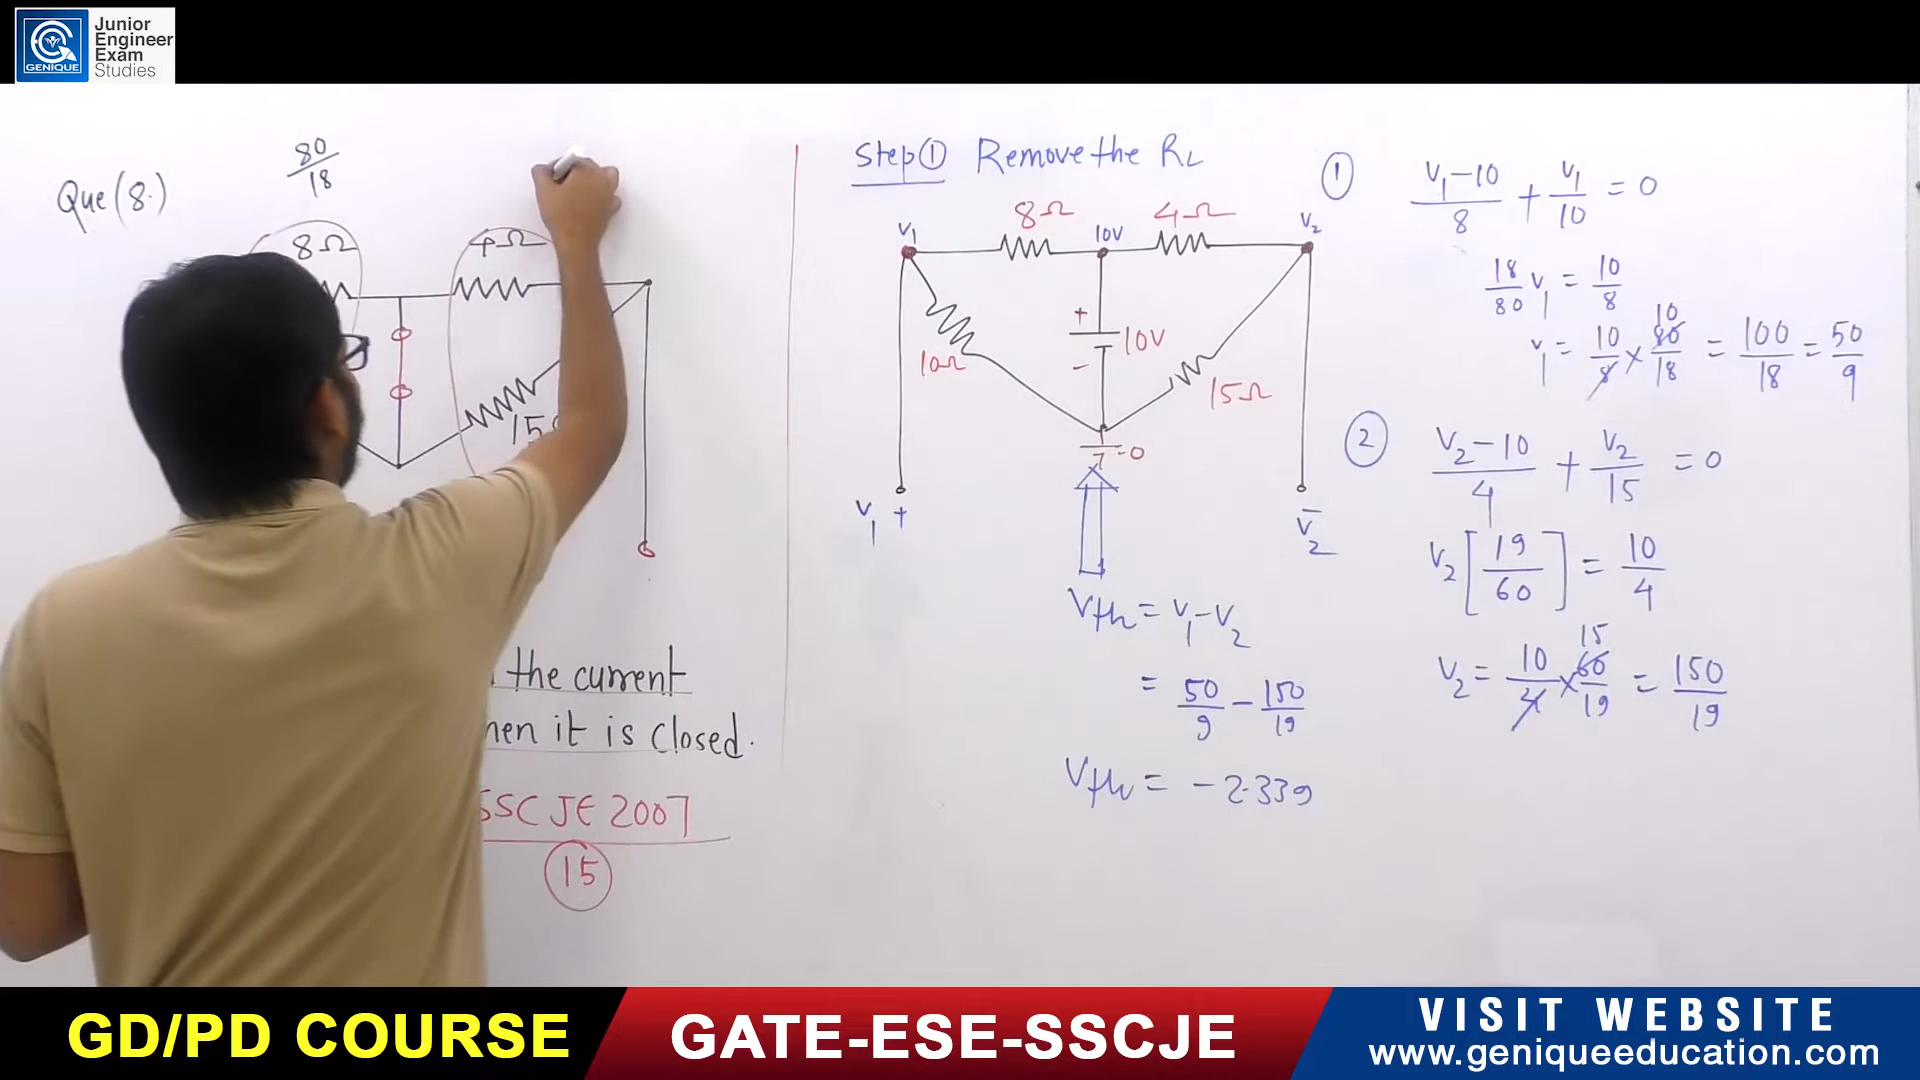 GENIQUE
Junior
Engineer
Exam
Studies
Que (8.)
80
18
8Ω
4Ω
15
the current
hen it is closed.
SSC JE 2007
15
Step ① Remove the RL
V1
8Ω
10V
4Ω
V2
+
10V
-
10Ω
15Ω
=0
V1 +
V2 -
Vth = V1 - V2
= 50/9 - 150/19
Vth = - 2.339
①
(V1 - 10)/8 + V1/10 = 0
18/80 V1 = 10/8
V1 = 10/8 × 80/18 = 100/18 = 50/9
10
②
(V2 - 10)/4 + V2/15 = 0
V2 [19/60] = 10/4
15
V2 = 10/4 × 60/19 = 150/19
GD/PD COURSE
GATE-ESE-SSCJE
VISIT WEBSITE
www.geniqueeducation.com